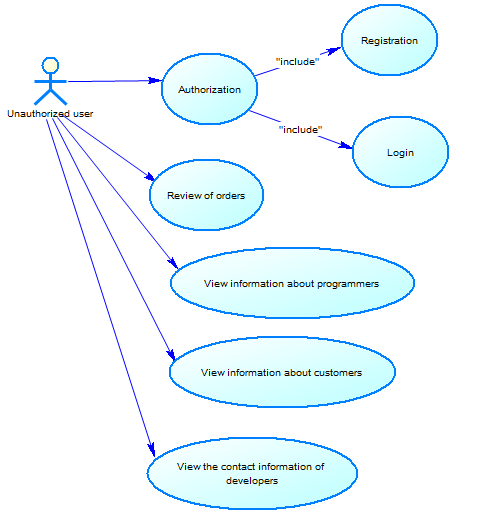 Registration
"include"
Authorization
Unauthorized user
"include"
Login
Review of orders
View information about programmers
View information about customers
View the contact information of
developers